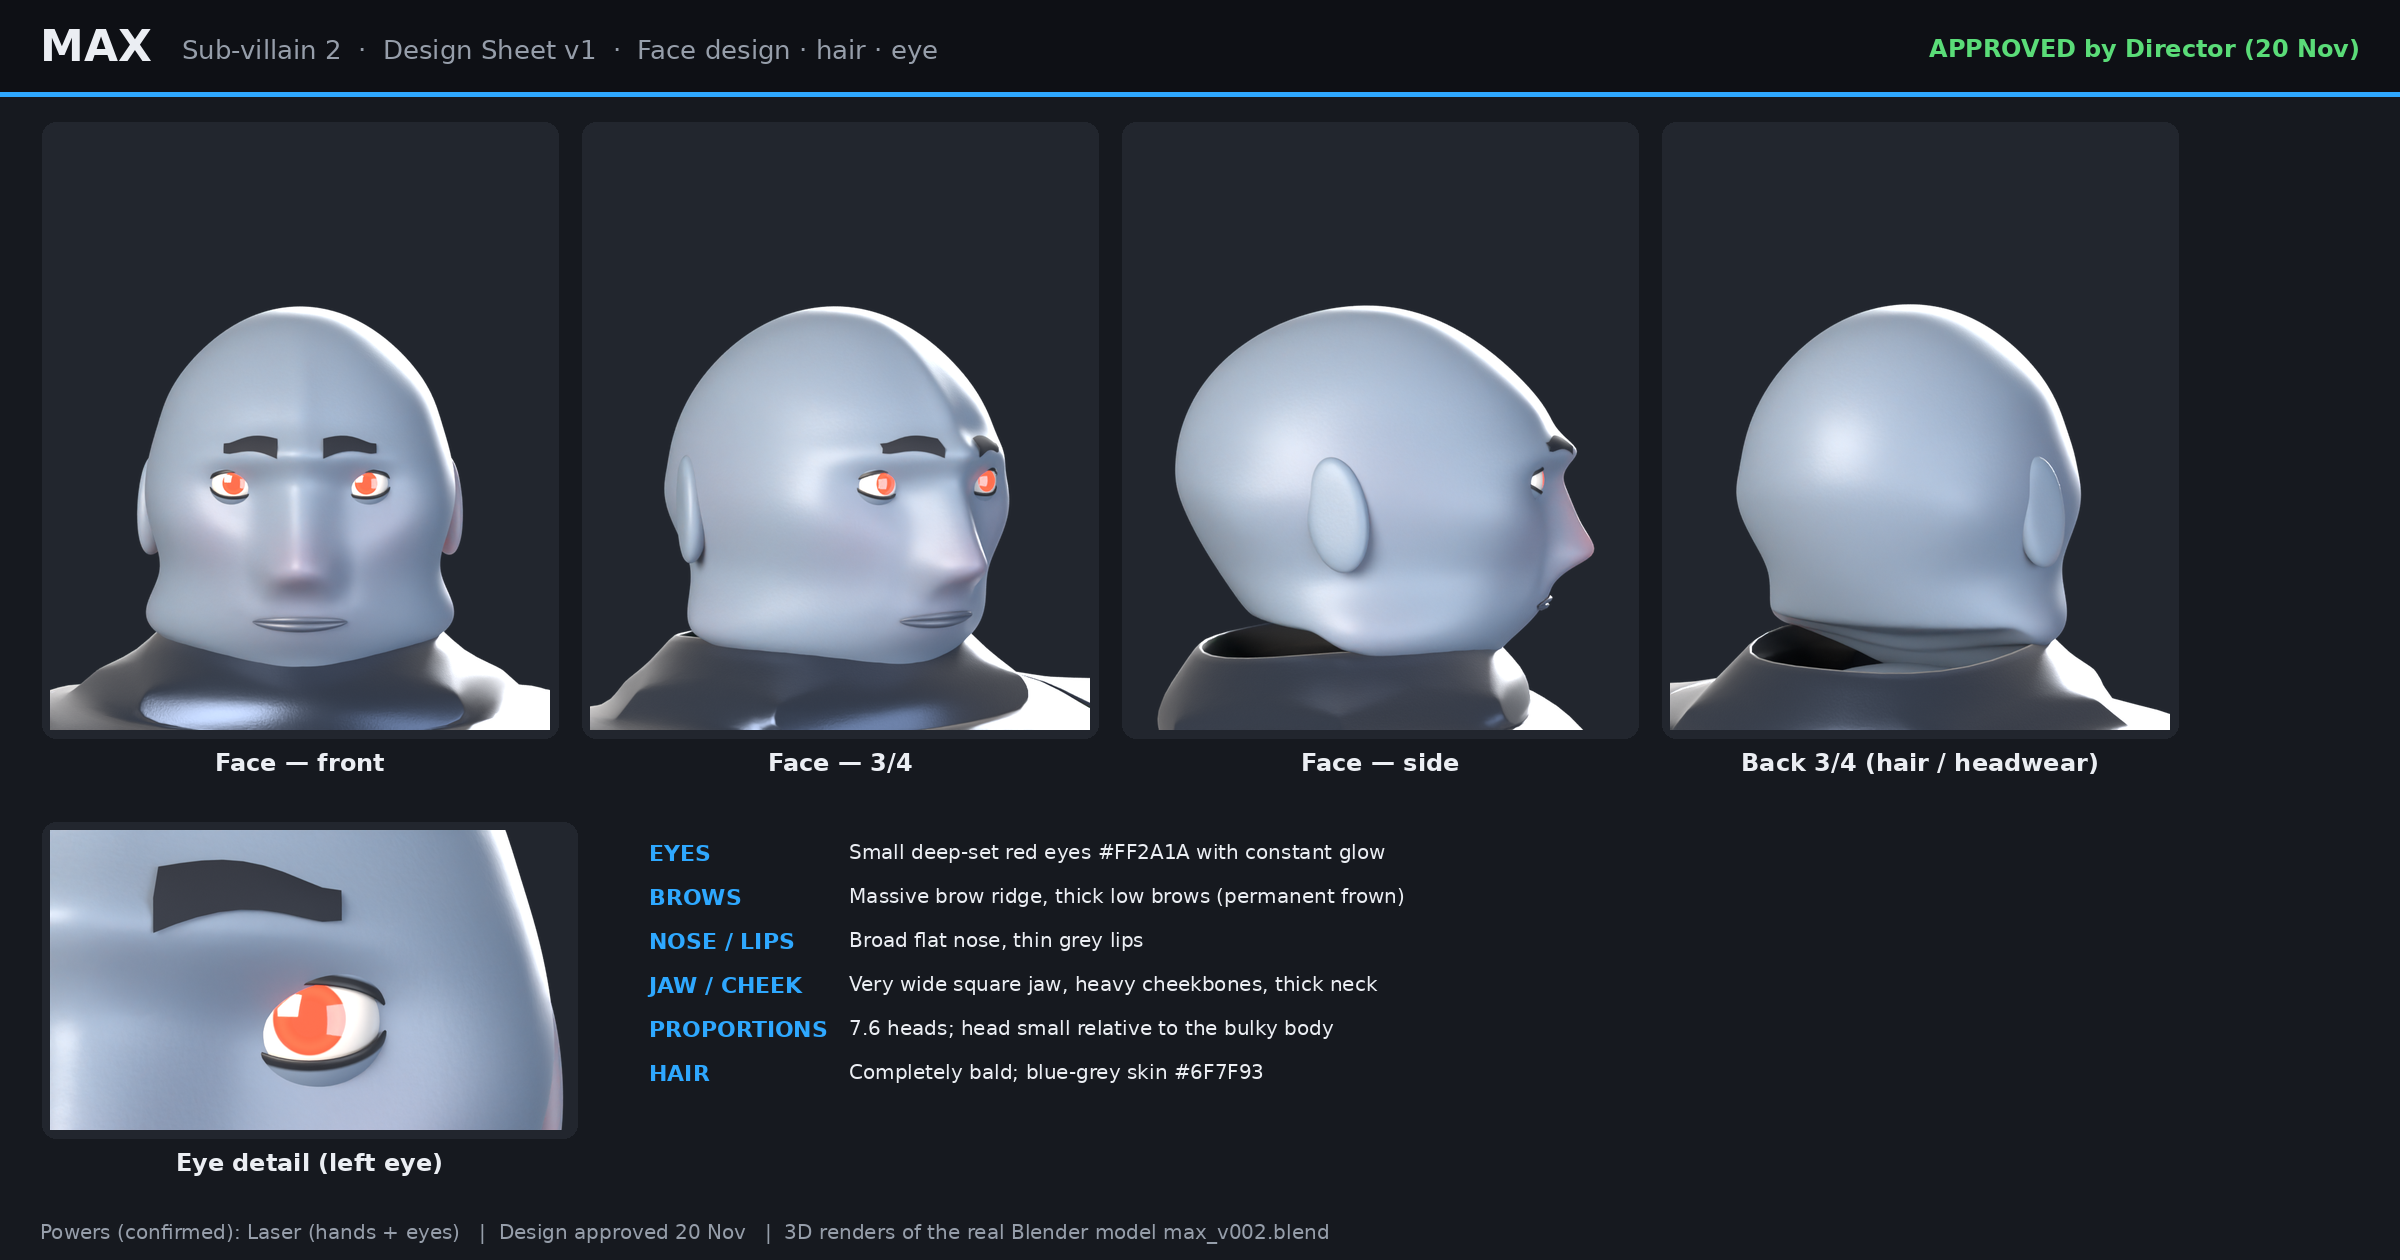 MAX Sub-villain 2 · Design Sheet v1 · Face design · hair · eye APPROVED by Director (20 Nov)
Face — front
Face — 3/4
Face — side
Back 3/4 (hair / headwear)
EYES Small deep-set red eyes #FF2A1A with constant glow
BROWS Massive brow ridge, thick low brows (permanent frown)
NOSE / LIPS Broad flat nose, thin grey lips
JAW / CHEEK Very wide square jaw, heavy cheekbones, thick neck
PROPORTIONS 7.6 heads; head small relative to the bulky body
HAIR Completely bald; blue-grey skin #6F7F93
Eye detail (left eye)
Powers (confirmed): Laser (hands + eyes) | Design approved 20 Nov | 3D renders of the real Blender model max_v002.blend